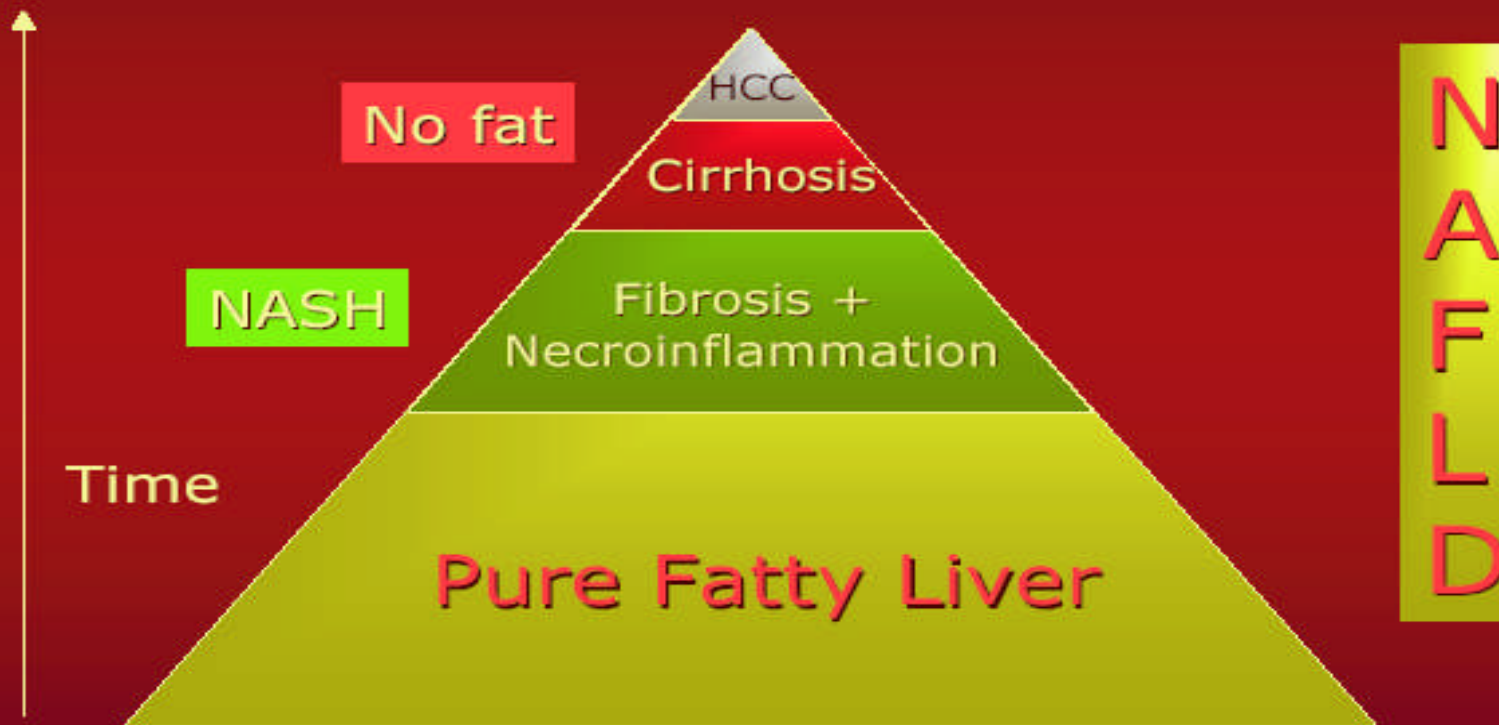 HCC
No fat
Cirrhosis
NASH
Fibrosis +
Necroinflammation
Time
Pure Fatty Liver
N
A
F
L
D